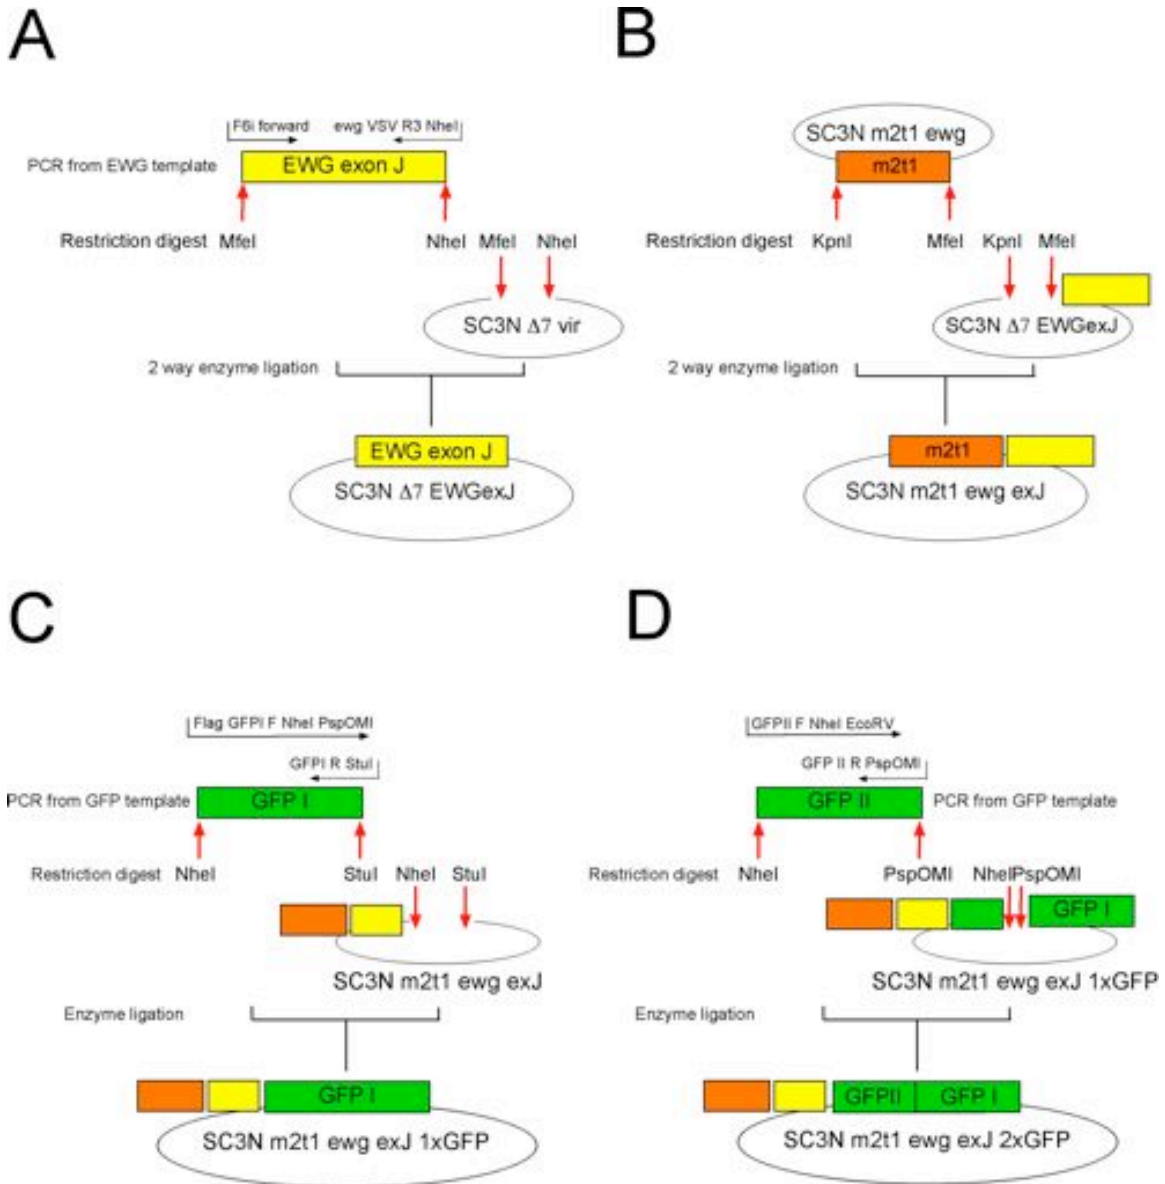 A
F6i forward
ewg VSV R3 NheI
PCR from EWG template
EWG exon J
Restriction digest MfeI
NheI MfeI NheI
SC3N Δ7 vir
2 way enzyme ligation
EWG exon J
SC3N Δ7 EWGexJ
B
SC3N m2t1 ewg
m2t1
Restriction digest KpnI
MfeI KpnI MfeI
SC3N Δ7 EWGexJ
2 way enzyme ligation
m2t1
SC3N m2t1 ewg exJ
C
Flag GFPI F NheI PspOMI
GFPI R StuI
PCR from GFP template
GFP I
Restriction digest NheI
StuI NheI StuI
SC3N m2t1 ewg exJ
Enzyme ligation
GFP I
SC3N m2t1 ewg exJ 1xGFP
D
GFPII F NheI EcoRV
GFP II R PspOMI
GFP II
PCR from GFP template
Restriction digest NheI
PspOMI NheIPspOMI
GFP I
SC3N m2t1 ewg exJ 1xGFP
Enzyme ligation
GFPII GFP I
SC3N m2t1 ewg exJ 2xGFP